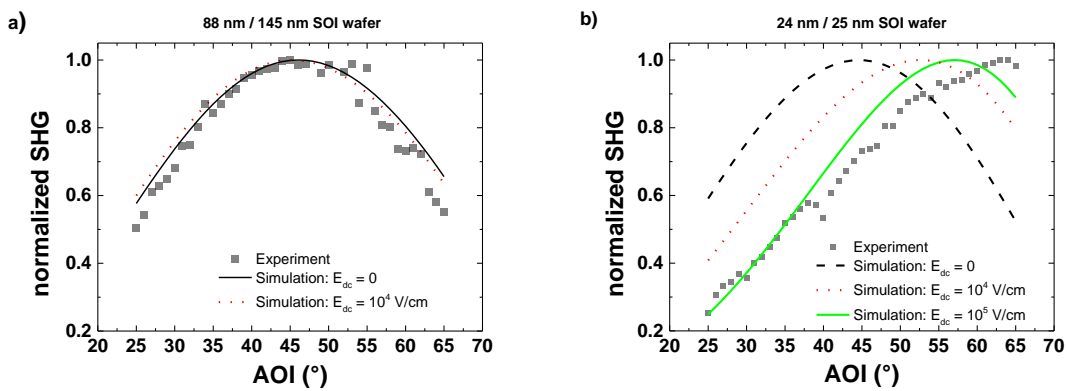 a)
88 nm / 145 nm SOI wafer
normalized SHG
1.0
0.8
0.6
0.4
0.2
Experiment
Simulation: E_dc = 0
Simulation: E_dc = 10^4 V/cm
20 25 30 35 40 45 50 55 60 65 70
AOI (°)
b)
24 nm / 25 nm SOI wafer
normalized SHG
1.0
0.8
0.6
0.4
0.2
Experiment
Simulation: E_dc = 0
Simulation: E_dc = 10^4 V/cm
Simulation: E_dc = 10^5 V/cm
20 25 30 35 40 45 50 55 60 65 70
AOI (°)